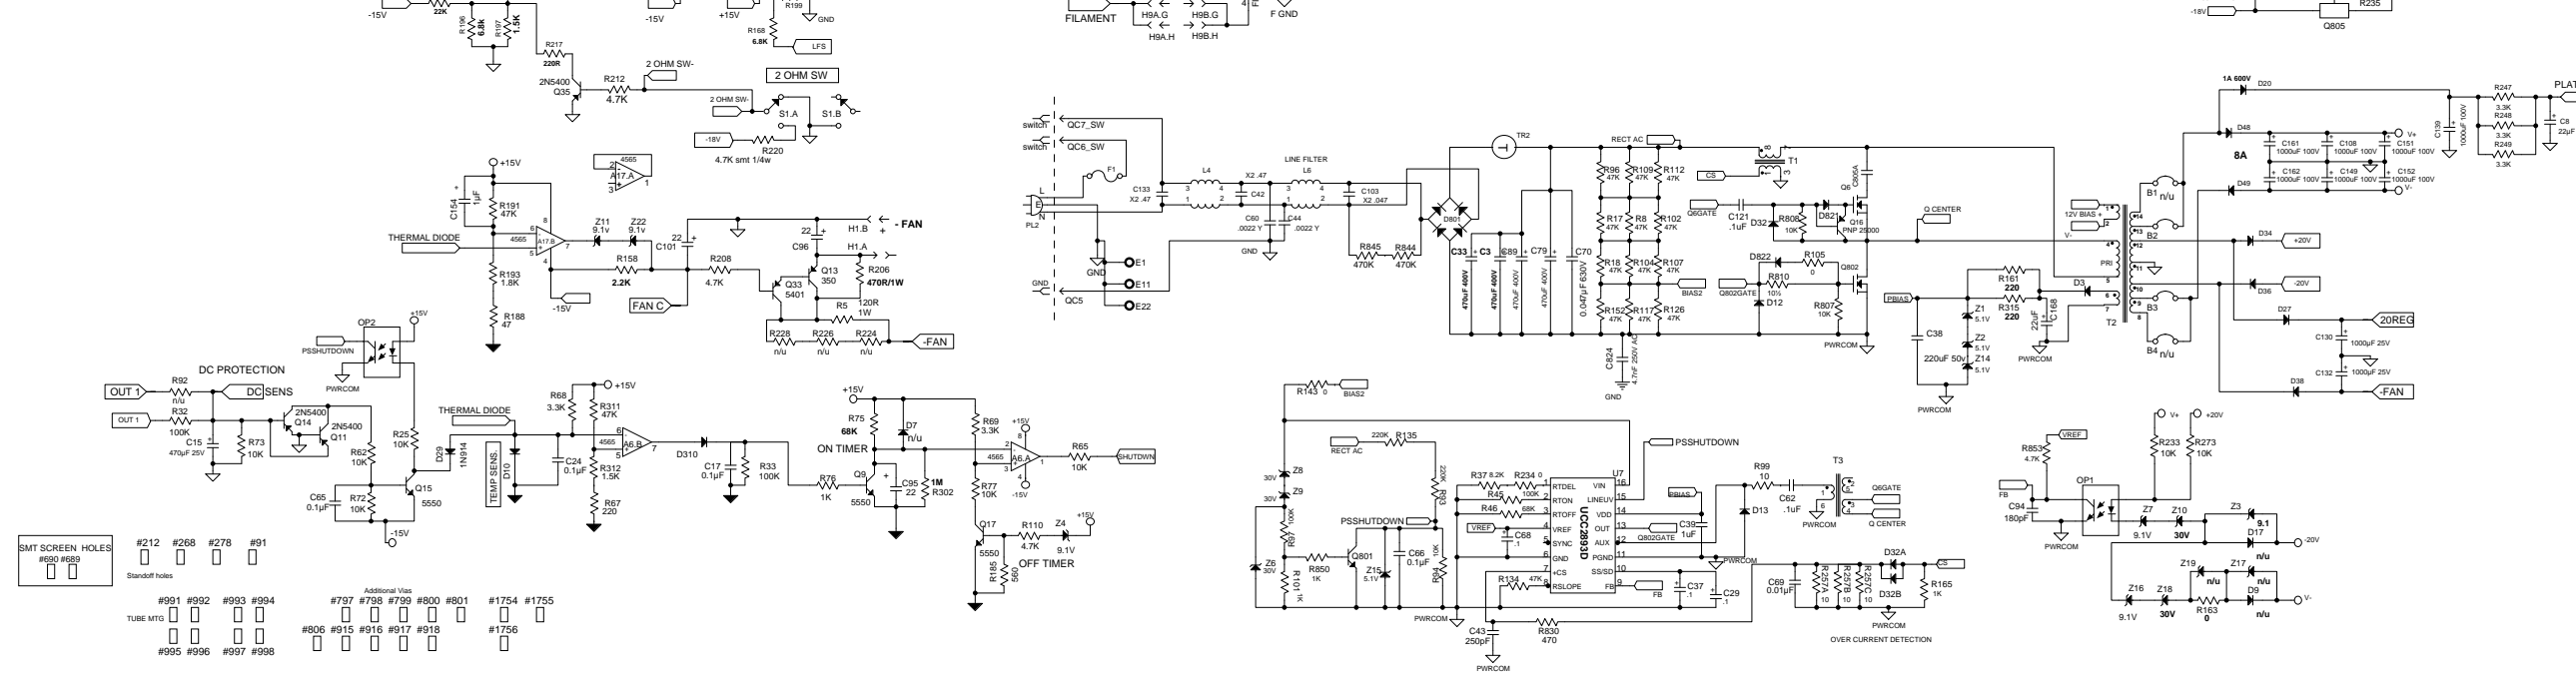 -15V
22K
R196
6.8k
R197
1.5K
R217
220R
2N5400
Q35
R212
4.7K
-15V
+15V
R199
GND
R168
6.8K
LFS
2 OHM SW-
2 OHM SW
2 OHM SW-
S1.A
S1.B
-18V
R220
4.7K smt 1/4w
FILAMENT
H9A.G
H9B.G
H9A.H
H9B.H
F GND
-18V
R235
Q805
+15V
C154
1µF
R191
47K
4565
A17.A
THERMAL DIODE
4565
A17.B
Z11
9.1v
Z22
9.1v
R158
2.2K
R193
1.8K
R188
47
-15V
FAN C
C101
22
R208
4.7K
22
C96
H1.B
- FAN
H1.A
Q13
350
Q33
5401
R206
470R/1W
R5
120R
1W
R228
n/u
R226
n/u
R224
n/u
-FAN
switch
QC7_SW
switch
QC6_SW
F1
L
E
N
PL2
GND
E1
E11
E22
GND
QC5
C133
X2 .47
L4
X2 .47
C42
C60
.0022 Y
C44
.0022 Y
GND
LINE FILTER
L6
C103
X2 .047
R845
470K
R844
470K
D801
TR2
C33
470uF 400V
C3
470uF 400V
C89
470uF 400V
C79
470uF 400V
C70
0.047µF630V
RECT AC
R96
47K
R109
47K
R112
47K
R17
47K
R8
47K
R102
47K
R18
47K
R104
47K
R107
47K
BIAS2
R152
47K
R117
47K
R126
47K
C824
4.7nF 250V AC
GND
T1
CS
Q6GATE
C121
.1uF
D32
R808
10K
D821
Q6
C805A
Q16
PNP 25000
D822
R105
0
R810
10½
Q802GATE
D12
R807
10K
Q802
PWRCOM
Q CENTER
V-
12V BIAS +
PRI
T2
PBIAS
C38
220uF 50v
Z1
5.1V
Z2
5.1V
Z14
5.1V
R161
220
R315
220
22uF
C168
D3
PWRCOM
PWRCOM
B1
n/u
B2
B3
B4
n/u
1A 600V
D20
D48
8A
D49
C161
1000uF 100V
C108
1000uF 100V
C151
1000uF 100V
C162
1000uF 100V
C149
1000uF 100V
C152
1000uF 100V
V+
V-
C139
1000uF 100V
R247
3.3K
R248
3.3K
R249
3.3K
C8
22µF
D34
+20V
D36
-20V
D27
20REG
C130
1000µF 25V
C132
1000µF 25V
D38
-FAN
OP2
+15V
PSSHUTDOWN
PWRCOM
DC PROTECTION
OUT 1
R92
n/u
DC SENS
OUT 1
R32
100K
C15
470µF 25V
R73
10K
2N5400
Q14
2N5400
Q11
R62
10K
R25
10K
C65
0.1µF
R72
10K
Q15
5550
-15V
D29
1N914
THERMAL DIODE
TEMP SENS.
D10
C24
0.1µF
R68
3.3K
+15V
R311
47K
4565
A6.B
R312
1.5K
R67
220
D310
C17
0.1µF
R33
100K
+15V
R75
68K
D7
n/u
ON TIMER
R76
1K
Q9
5550
C95
22
1M
R302
R69
3.3K
+15V
4565
A6.A
-15V
R77
10K
R65
10K
SHUTDWN
Q17
5550
R110
4.7K
Z4
9.1V
+15V
OFF TIMER
R185
560
SMT SCREEN HOLES
#690 #689
#212
#268
#278
#91
Standoff holes
#991
#992
#993
#994
TUBE MTG
#995
#996
#997
#998
Additional Vias
#797
#798
#799
#800
#801
#1754
#1755
#806
#915
#916
#917
#918
#1756
R143
0
BIAS2
RECT AC
220K
R135
Z8
30V
Z9
30V
Z6
30V
100K
R97
R101
1K
R850
1K
Q801
PSSHUTDOWN
Z15
5.1V
C66
0.1µF
220K
R93
R94
PWRCOM
R37
8.2K
R234
0
R45
100K
R46
68K
VREF
C68
.1
R134
47K
U7
UCC2893D
RTDEL
VIN
RTON
LINEUV
RTOFF
VDD
VREF
OUT
SYNC
AUX
GND
PGND
+CS
SS/SD
RSLOPE
FB
PSSHUTDOWN
PBIAS
C39
1uF
Q802GATE
PWRCOM
FB
C37
.1
C29
.1
C43
250pF
PWRCOM
R830
470
D13
R99
10
C62
.1uF
T3
PWRCOM
Q6GATE
Q CENTER
C69
0.01µF
R257A
10
R257B
10
R257C
10
D32A
D32B
PWRCOM
CS
R165
1K
OVER CURRENT DETECTION
R853
4.7K
VREF
FB
C94
180pF
PWRCOM
OP1
V+
+20V
R233
10K
R273
10K
Z7
9.1V
Z10
30V
Z3
9.1
D17
n/u
-20V
Z19
n/u
Z17
n/u
Z16
9.1V
Z18
30V
R163
0
D9
n/u
V-